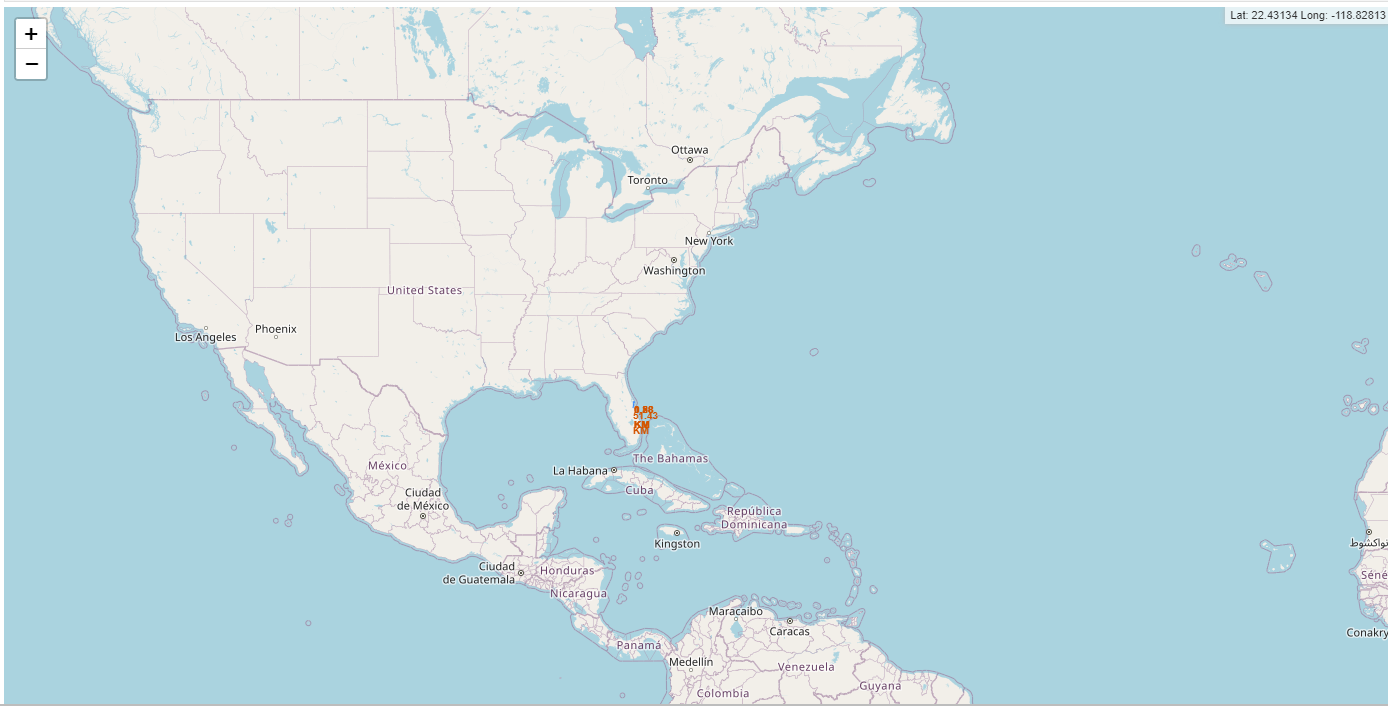 Lat: 22.43134 Long: -118.82813
+
−
Ottawa
Toronto
New York
Washington
United States
Los Angeles
Phoenix
51.43
KM
KM
The Bahamas
La Habana
México
Cuba
Ciudad
de México
República
Dominicana
Kingston
نواكشوط
Ciudad
de Guatemala
Honduras
Nicaragua
Maracaibo
Caracas
Conakry
Panamá
Medellín
Venezuela
Guyana
Colombia